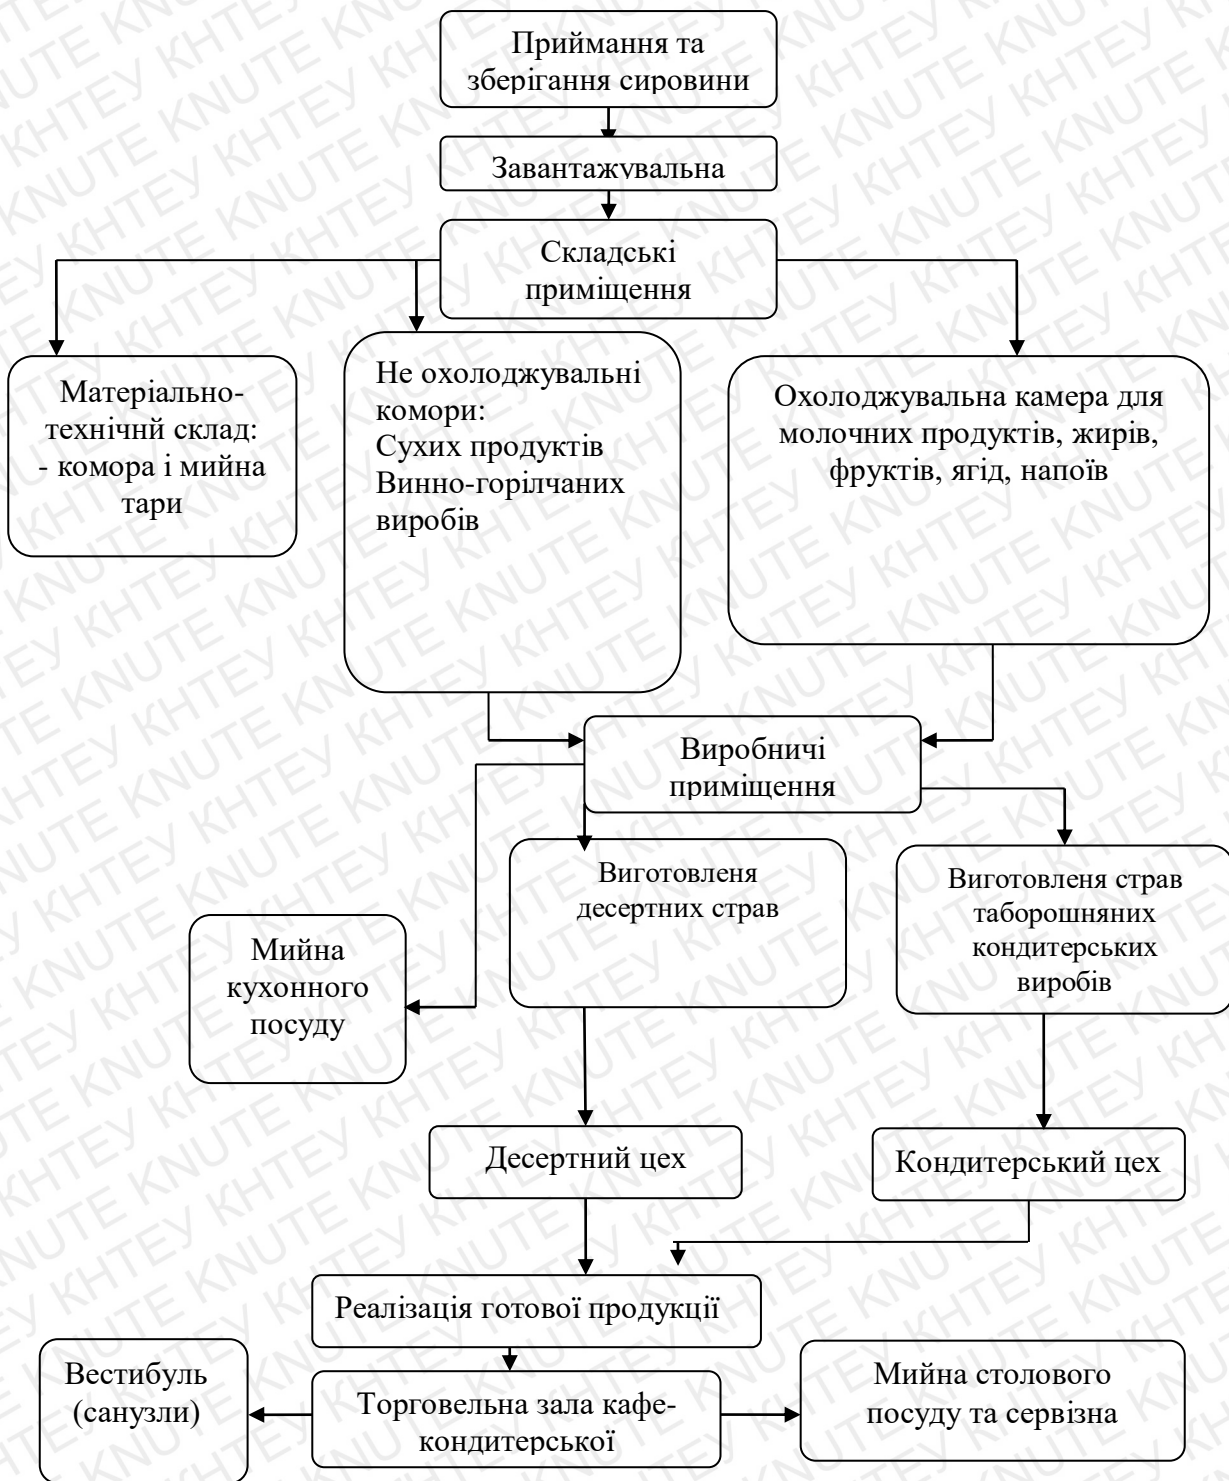 Приймання та
зберігання сировини
Завантажувальна
Складські
приміщення
Матеріально-
технічнй склад:
- комора і мийна
тари
Не охолоджувальні
комори:
Сухих продуктів
Винно-горілчаних
виробів
Охолоджувальна камера для
молочних продуктів, жирів,
фруктів, ягід, напоїв
Виробничі
приміщення
Виготовленя
десертних страв
Виготовленя страв
таборошняних
кондитерських
виробів
Мийна
кухонного
посуду
Десертний цех
Кондитерський цех
Реалізація готової продукції
Вестибуль
(санузли)
Торговельна зала кафе-
кондитерської
Мийна столового
посуду та сервізна